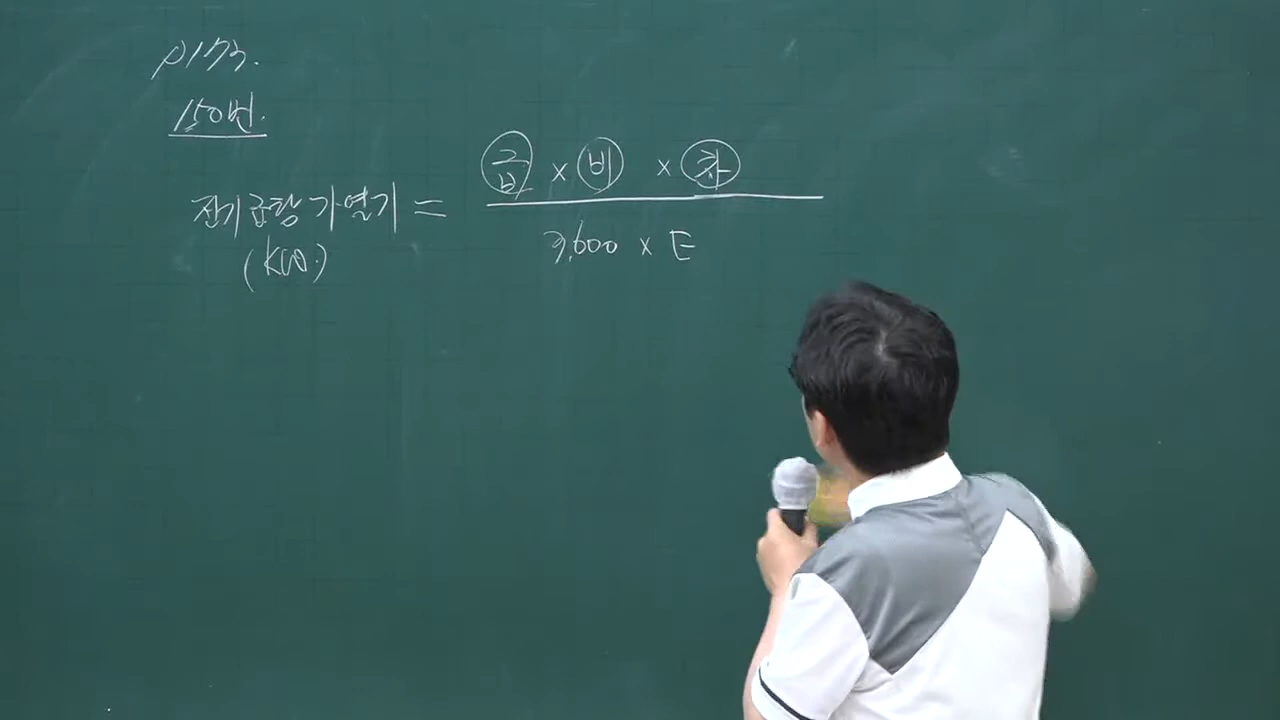 P173.
150번.
급 × 비 × 차
전기급탕가열기 =
3,600 × E
(kW.)